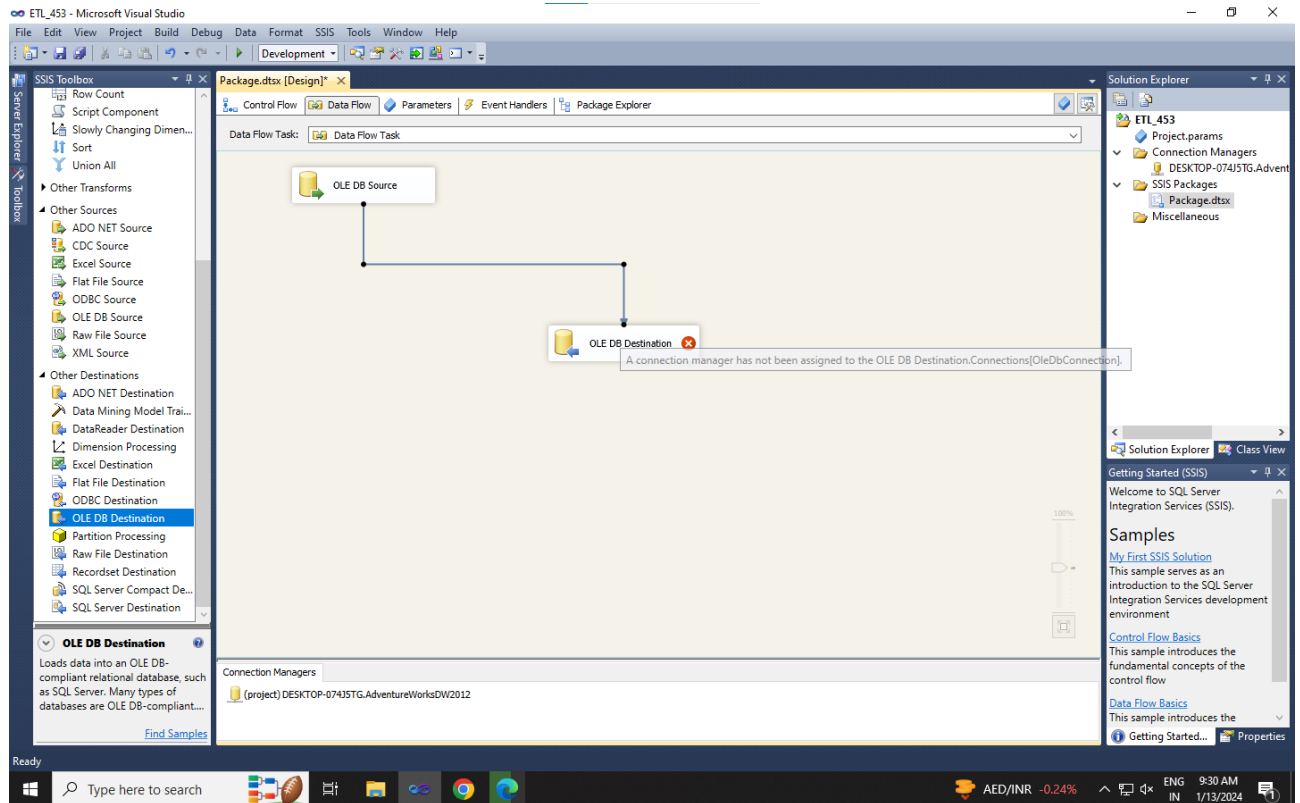 ETL_453 - Microsoft Visual Studio
File Edit View Project Build Debug Data Format SSIS Tools Window Help
Development
SSIS Toolbox
Row Count
Script Component
Slowly Changing Dimen...
Sort
Union All
Other Transforms
Other Sources
ADO NET Source
CDC Source
Excel Source
Flat File Source
ODBC Source
OLE DB Source
Raw File Source
XML Source
Other Destinations
ADO NET Destination
Data Mining Model Trai...
DataReader Destination
Dimension Processing
Excel Destination
Flat File Destination
ODBC Destination
OLE DB Destination
Partition Processing
Raw File Destination
Recordset Destination
SQL Server Compact De...
SQL Server Destination
OLE DB Destination
Loads data into an OLE DB-
compliant relational database, such
as SQL Server. Many types of
databases are OLE DB-compliant....
Find Samples
Server Explorer
Toolbox
Package.dtsx [Design]*
Control Flow Data Flow Parameters Event Handlers Package Explorer
Data Flow Task: Data Flow Task
OLE DB Source
OLE DB Destination
A connection manager has not been assigned to the OLE DB Destination.Connections[OleDbConnection].
100%
Connection Managers
(project) DESKTOP-074J5TG.AdventureWorksDW2012
Solution Explorer
ETL_453
Project.params
Connection Managers
DESKTOP-074J5TG.Advent
SSIS Packages
Package.dtsx
Miscellaneous
Solution Explorer Class View
Getting Started (SSIS)
Welcome to SQL Server
Integration Services (SSIS).
Samples
My First SSIS Solution
This sample serves as an
introduction to the SQL Server
Integration Services development
environment
Control Flow Basics
This sample introduces the
fundamental concepts of the
control flow
Data Flow Basics
This sample introduces the
Getting Started... Properties
Ready
Type here to search
AED/INR -0.24%
ENG
IN
9:30 AM
1/13/2024
1